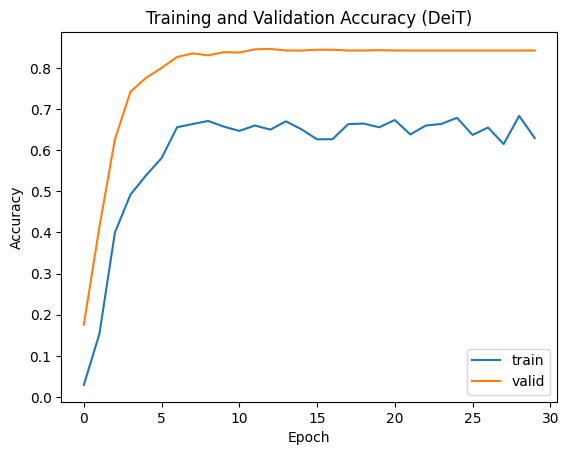 Training and Validation Accuracy (DeiT)
Accuracy
0.8
0.7
0.6
0.5
0.4
0.3
0.2
0.1
0.0
train
valid
0 5 10 15 20 25 30
Epoch